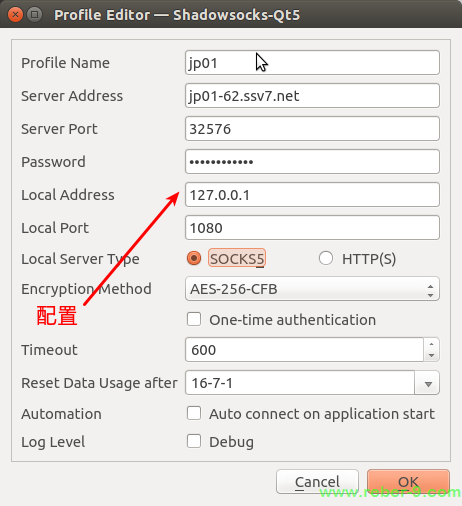 Profile Editor — Shadowsocks-Qt5
Profile Name jp01
Server Address jp01-62.ssv7.net
Server Port 32576
Password ••••••••••••
Local Address 127.0.0.1
Local Port 1080
Local Server Type SOCKS5 HTTP(S)
Encryption Method AES-256-CFB
配置
One-time authentication
Timeout 600
Reset Data Usage after 16-7-1
Automation Auto connect on application start
Log Level Debug
Cancel OK